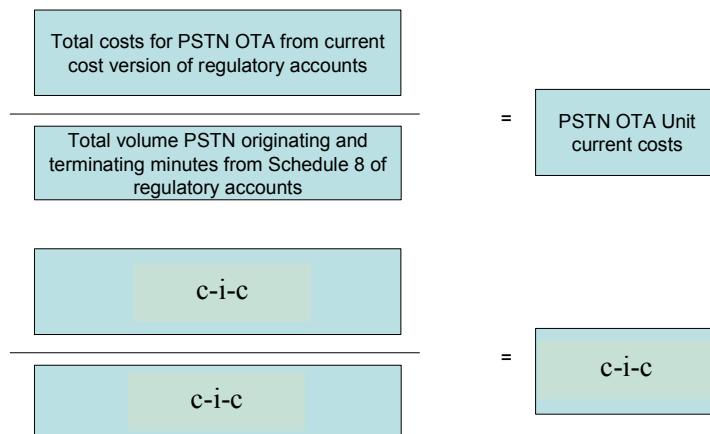 Total costs for PSTN OTA from current
cost version of regulatory accounts
=
PSTN OTA Unit
current costs
Total volume PSTN originating and
terminating minutes from Schedule 8 of
regulatory accounts
c-i-c
=
c-i-c
c-i-c